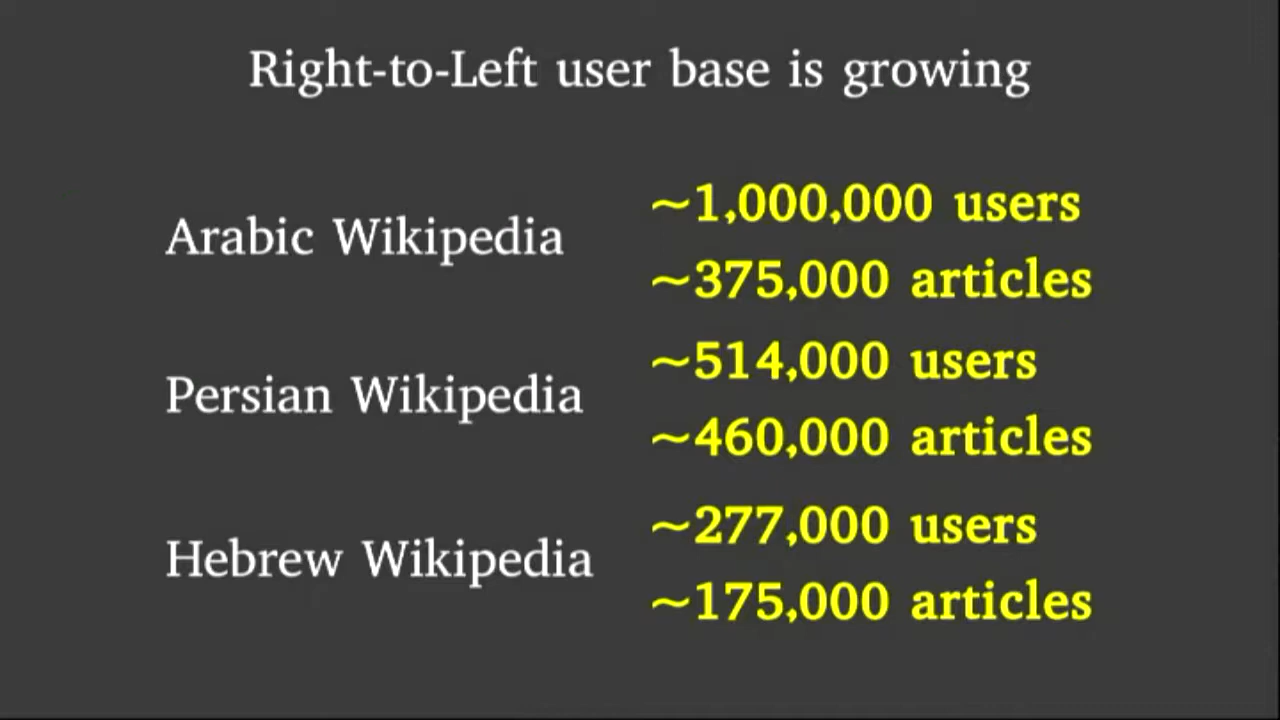 Right-to-Left user base is growing
Arabic Wikipedia
~1,000,000 users
~375,000 articles
Persian Wikipedia
~514,000 users
~460,000 articles
Hebrew Wikipedia
~277,000 users
~175,000 articles